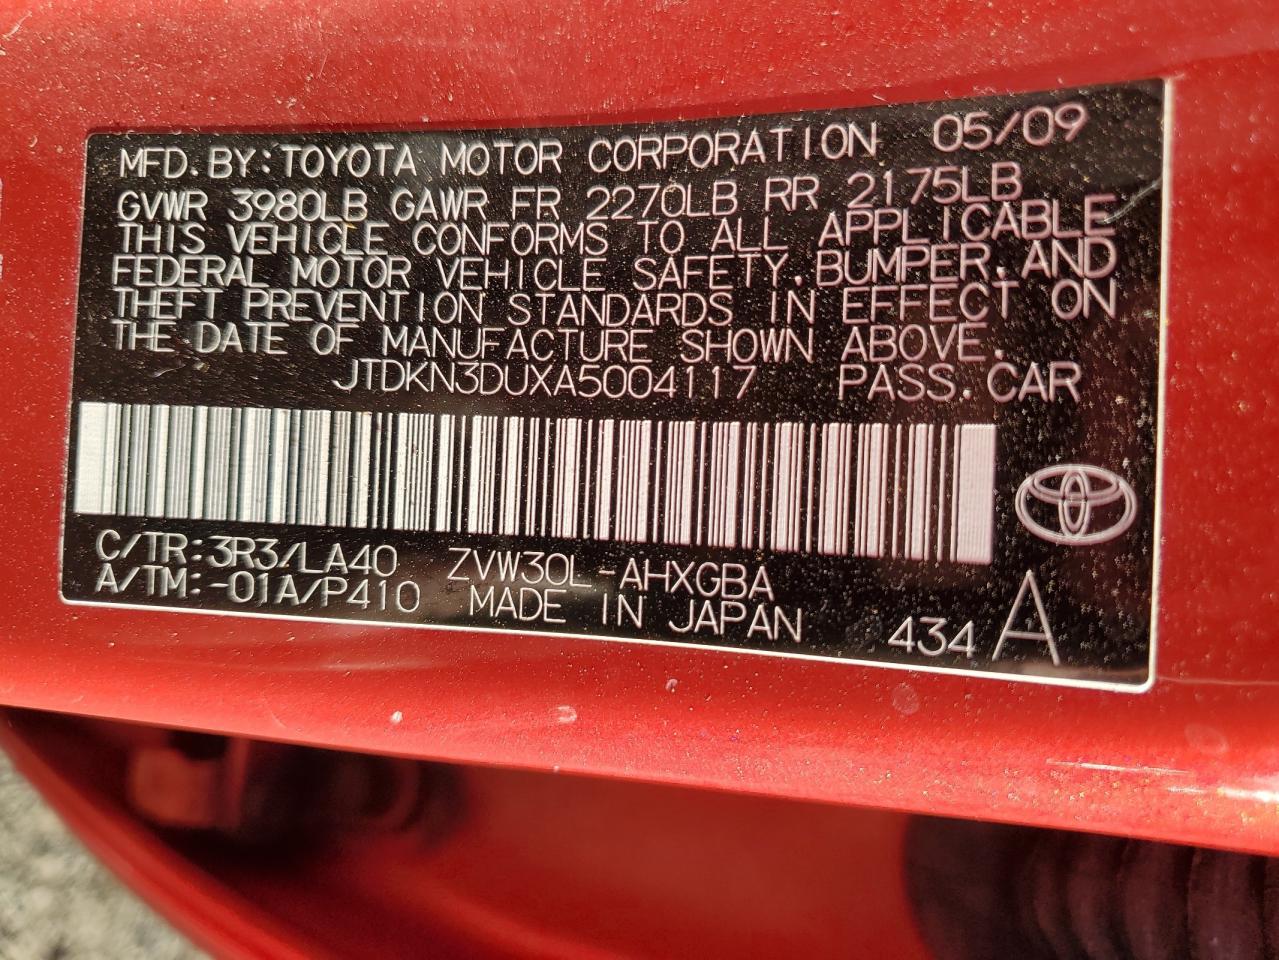 MFD. BY: TOYOTA MOTOR CORPORATION 05/09
GVWR 3980LB GAWR FR 2270LB RR 2175LB
THIS VEHICLE CONFORMS TO ALL APPLICABLE
FEDERAL MOTOR VEHICLE SAFETY, BUMPER, AND
THEFT PREVENTION STANDARDS IN EFFECT ON
THE DATE OF MANUFACTURE SHOWN ABOVE.
JTDKN3DUXA5004117 PASS. CAR
C/TR: 3R3/LA40 ZVW30L-AHXGBA
A/TM: -01A/P410 MADE IN JAPAN 434 A